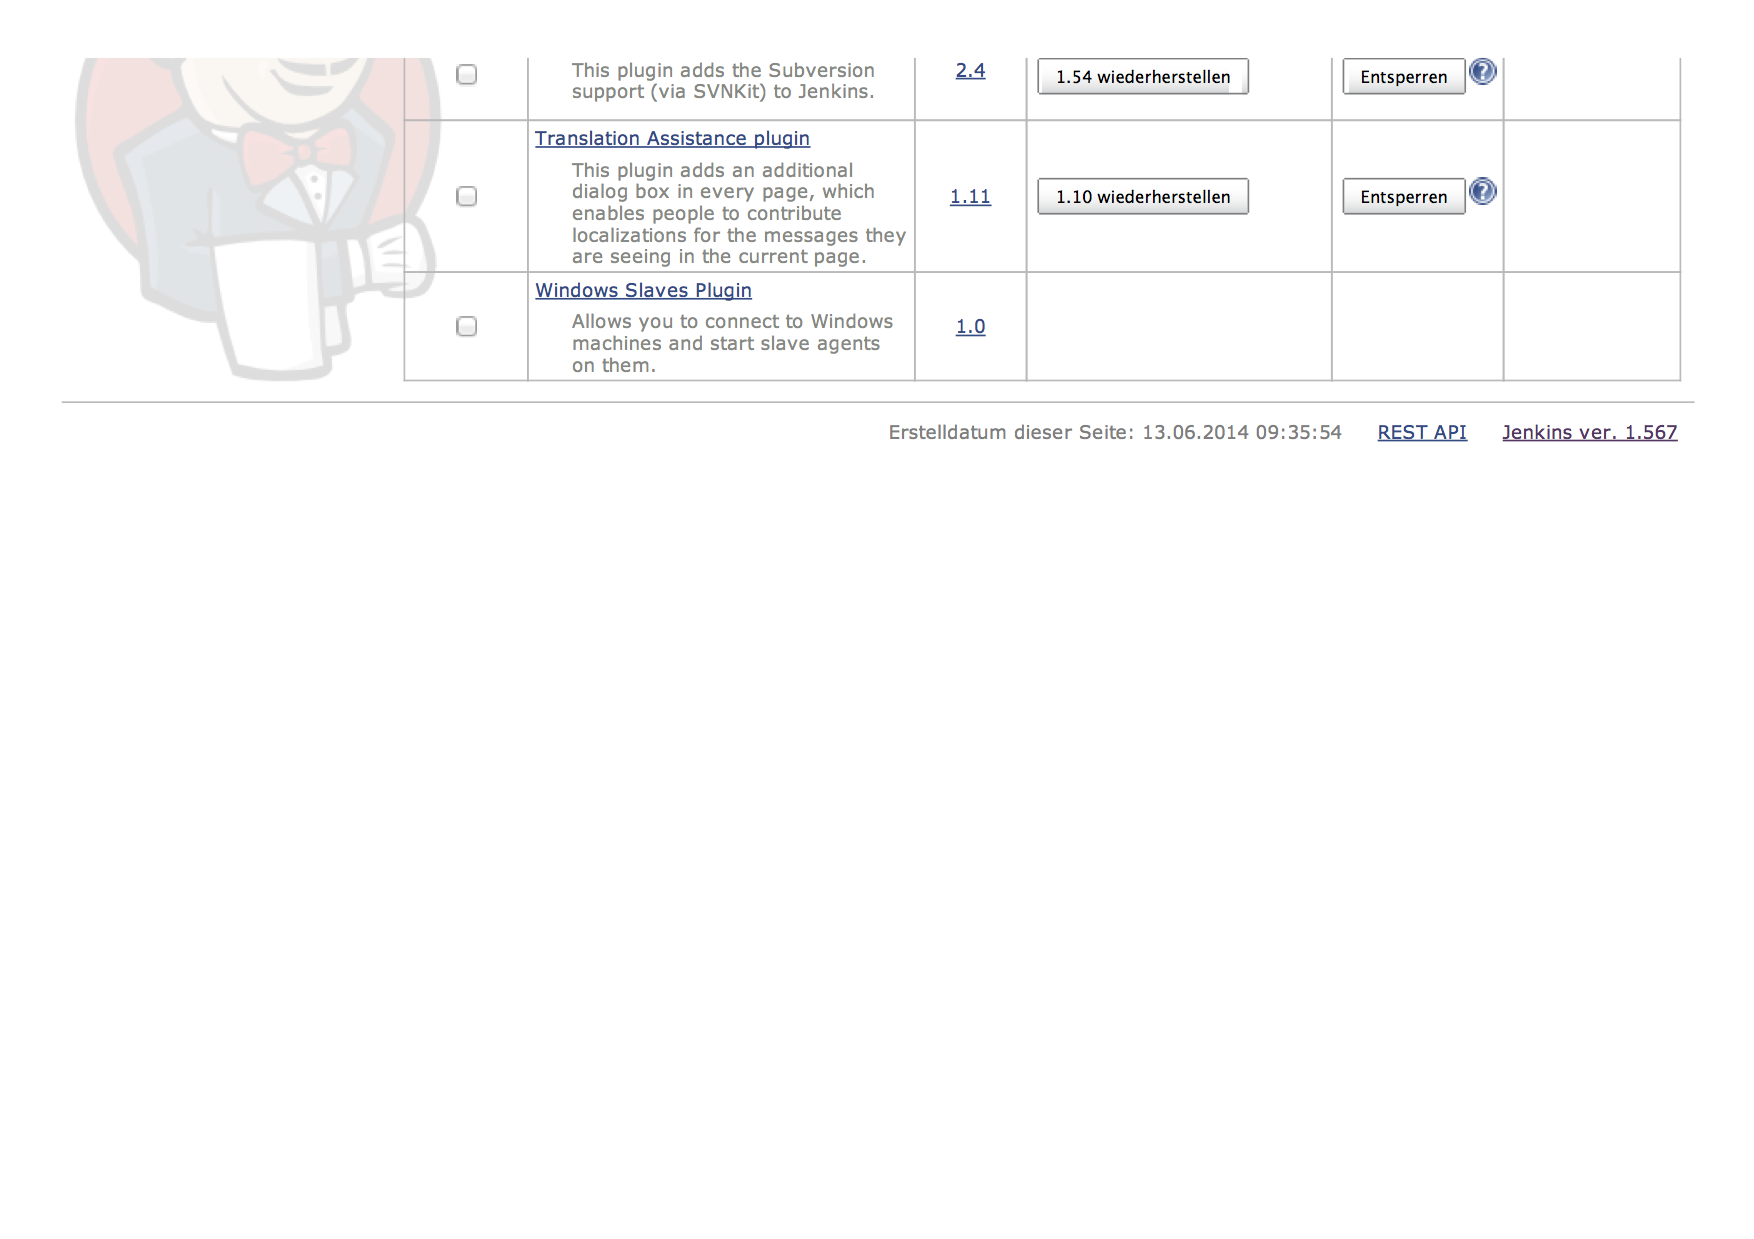 This plugin adds the Subversion
support (via SVNKit) to Jenkins.
2.4
1.54 wiederherstellen
Entsperren
?
Translation Assistance plugin
This plugin adds an additional
dialog box in every page, which
enables people to contribute
localizations for the messages they
are seeing in the current page.
1.11
1.10 wiederherstellen
Entsperren
?
Windows Slaves Plugin
Allows you to connect to Windows
machines and start slave agents
on them.
1.0
Erstelldatum dieser Seite: 13.06.2014 09:35:54 REST API Jenkins ver. 1.567